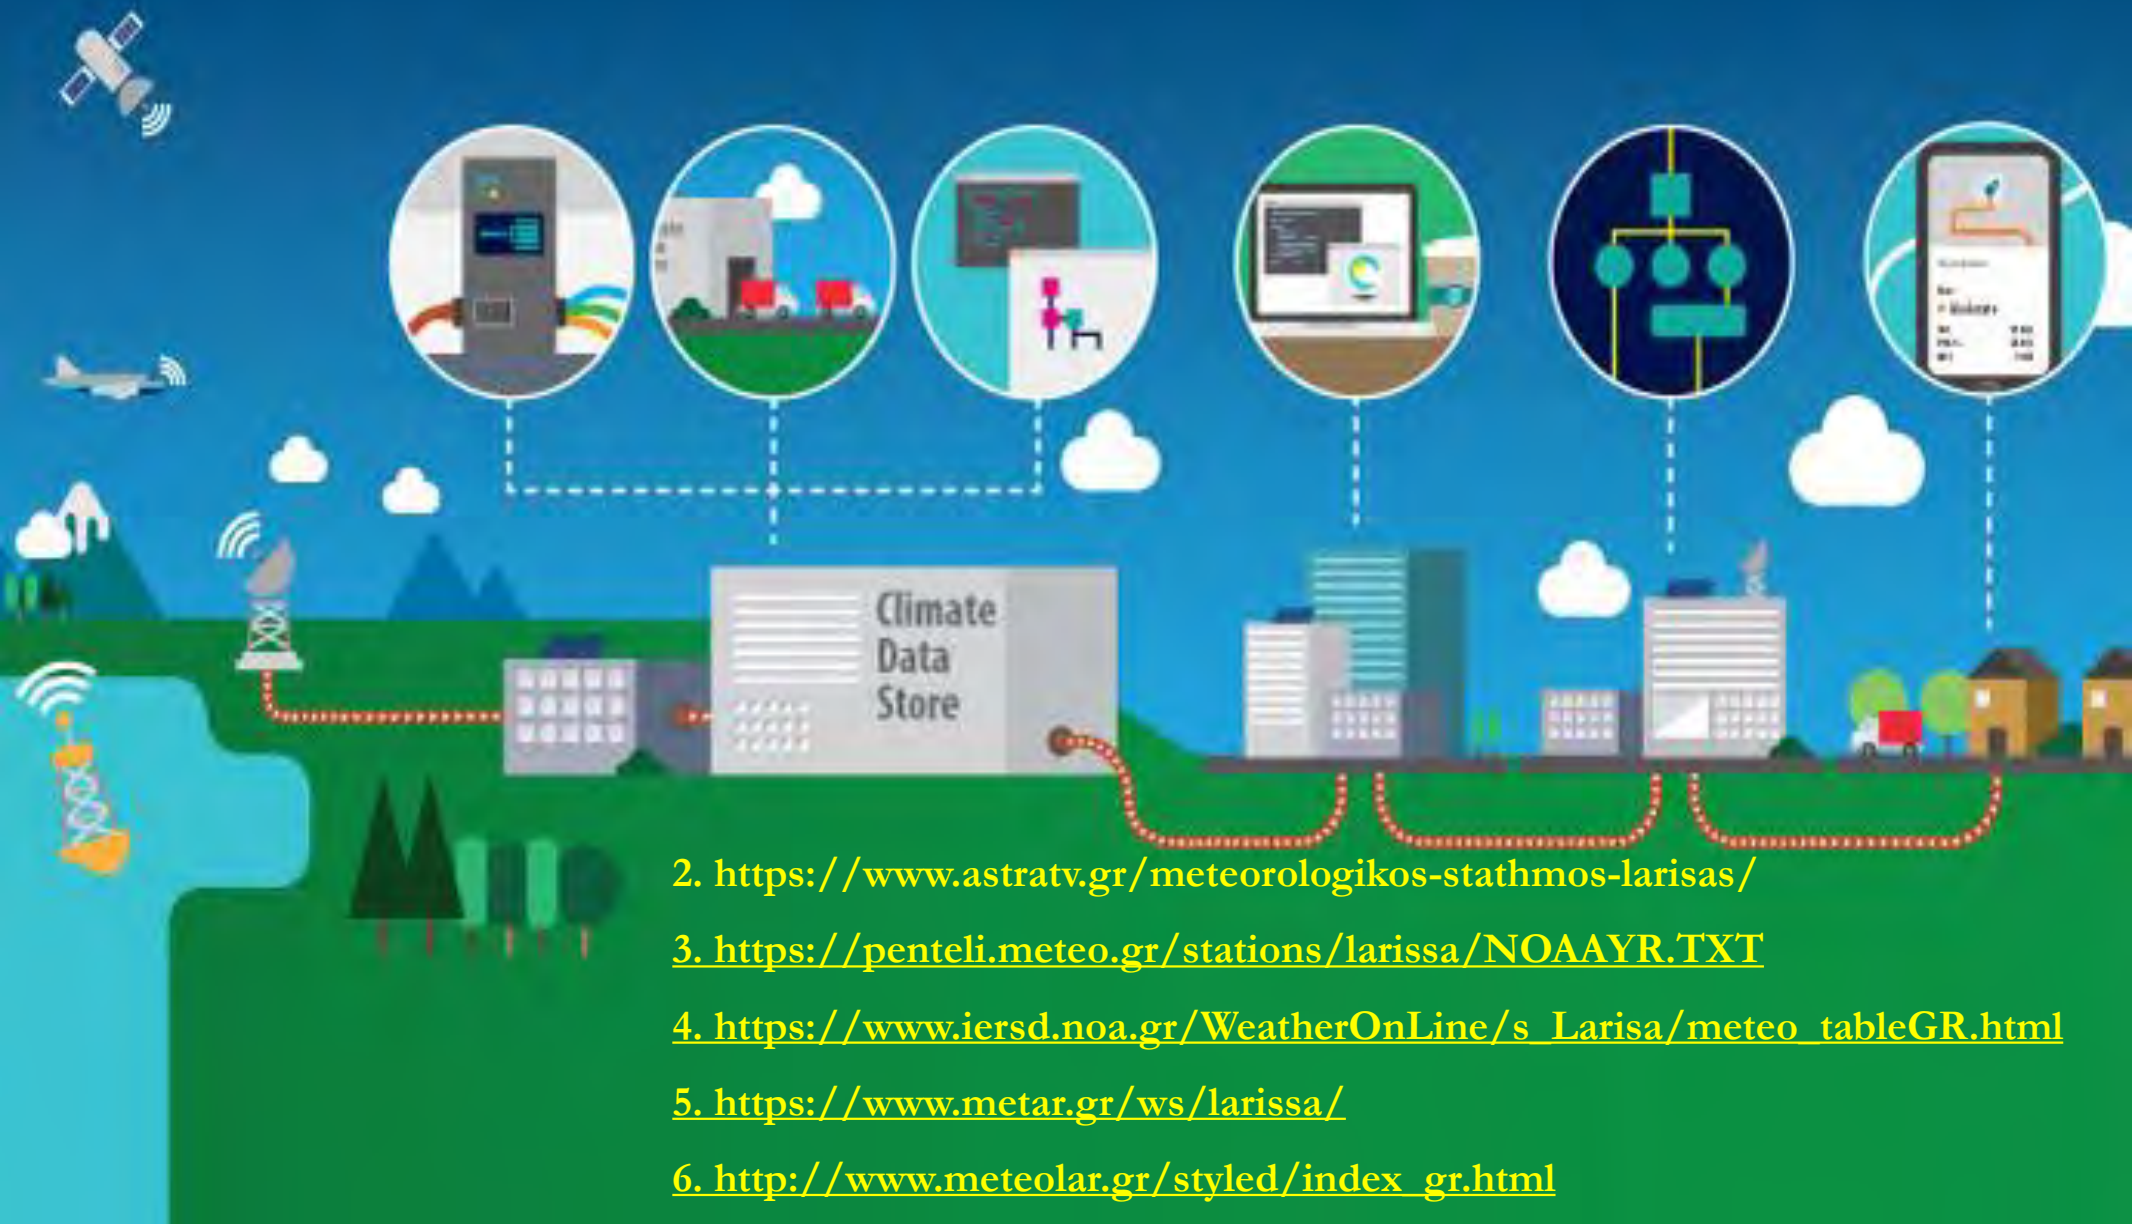 Climate
Data
Store
2. https://www.astratv.gr/meteorologikos-stathmos-larisas/
3. https://penteli.meteo.gr/stations/larissa/NOAAYR.TXT
4. https://www.iersd.noa.gr/WeatherOnLine/s_Larisa/meteo_tableGR.html
5. https://www.metar.gr/ws/larissa/
6. http://www.meteolar.gr/styled/index_gr.html